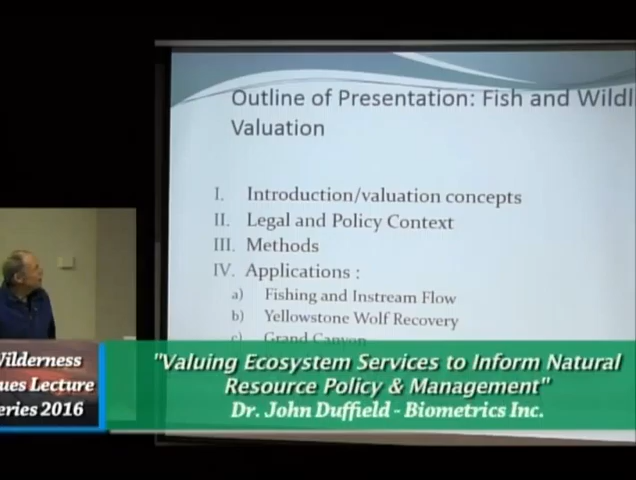 Outline of Presentation: Fish and Wildl
Valuation
I. Introduction/valuation concepts
II. Legal and Policy Context
III. Methods
IV. Applications :
a) Fishing and Instream Flow
b) Yellowstone Wolf Recovery
c) Grand Canyon
Wilderness
ues Lecture
eries 2016
"Valuing Ecosystem Services to Inform Natural
Resource Policy & Management"
Dr. John Duffield - Biometrics Inc.